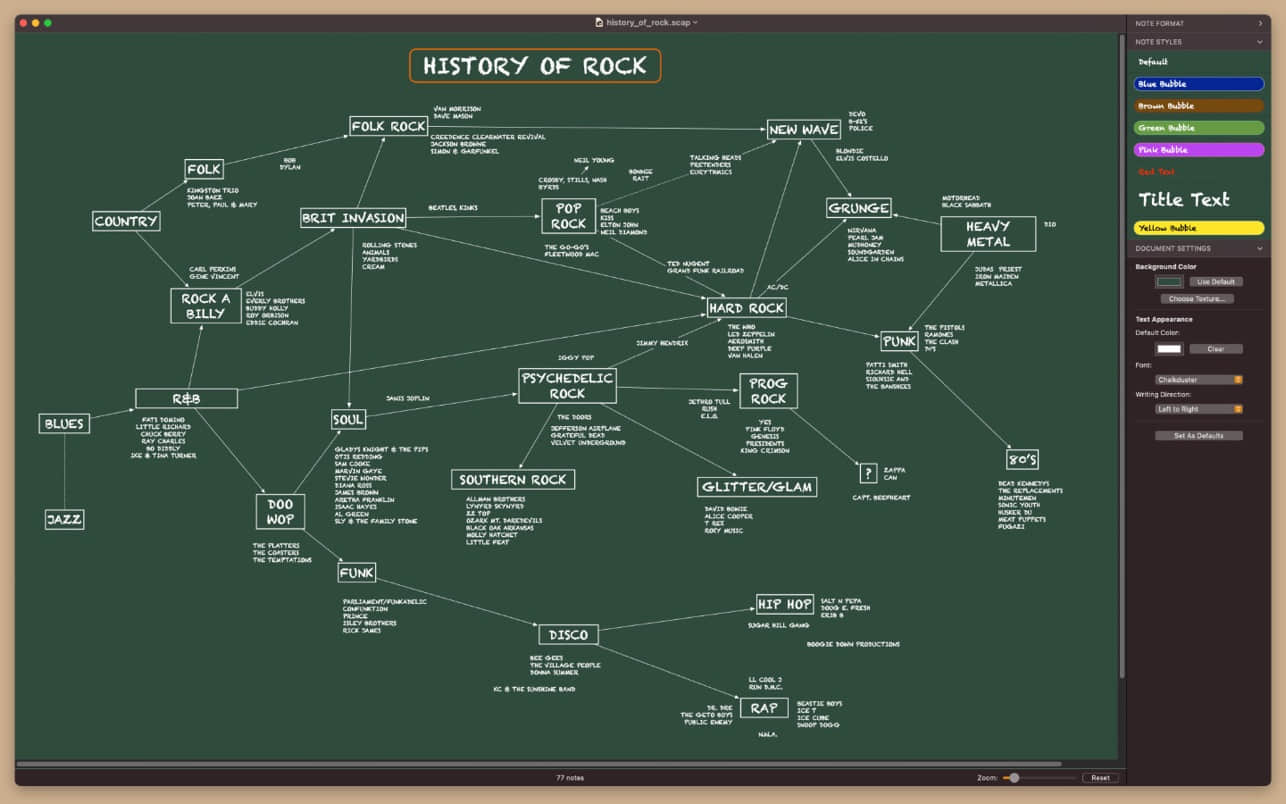 history_of_rock.scap
HISTORY OF ROCK
VAN MORRISON
DAVE MASON
FOLK ROCK
CREEDENCE CLEARWATER REVIVAL
JACKSON BROWNE
SIMON & GARFUNKEL
NEW WAVE
DEVO
B-52'S
POLICE
BLONDIE
ELVIS COSTELLO
TALKING HEADS
PRETENDERS
EURYTHMICS
BOB
DYLAN
FOLK
KINGSTON TRIO
JOAN BAEZ
PETER, PAUL & MARY
NEIL YOUNG
CROSBY, STILLS, NASH
BYRDS
BONNIE
RAIT
COUNTRY
BRIT INVASION
BEATLES, KINKS
POP
ROCK
BEACH BOYS
KISS
ELTON JOHN
NEIL DIAMOND
THE GO-GO'S
FLEETWOOD MAC
GRUNGE
NIRVANA
PEARL JAM
MUDHONEY
SOUNDGARDEN
ALICE IN CHAINS
MOTORHEAD
BLACK SABBATH
HEAVY
METAL
DIO
JUDAS PRIEST
IRON MAIDEN
METALLICA
ROLLING STONES
ANIMALS
YARDBIRDS
CREAM
CARL PERKINS
GENE VINCENT
ROCK A
BILLY
ELVIS
EVERLY BROTHERS
BUDDY HOLLY
ROY ORBISON
EDDIE COCHRAN
TED NUGENT
GRAND FUNK RAILROAD
AC/DC
HARD ROCK
THE WHO
LED ZEPPELIN
AEROSMITH
DEEP PURPLE
VAN HALEN
JIMMY HENDRIX
PUNK
THE PISTOLS
RAMONES
THE CLASH
PATTI SMITH
RICHARD HELL
SIOUXSIE AND
THE BANSHEES
IGGY POP
PSYCHEDELIC
ROCK
THE DOORS
JEFFERSON AIRPLANE
GRATEFUL DEAD
VELVET UNDERGROUND
PROG
ROCK
JETHRO TULL
RUSH
E.L.O.
YES
PINK FLOYD
GENESIS
PRESIDENTS
KING CRIMSON
R&B
FATS DOMINO
LITTLE RICHARD
CHUCK BERRY
RAY CHARLES
BO DIDDLY
IKE & TINA TURNER
BLUES
JAZZ
JANIS JOPLIN
SOUL
GLADYS KNIGHT & THE PIPS
OTIS REDDING
SAM COOKE
MARVIN GAYE
STEVIE WONDER
DIANA ROSS
JAMES BROWN
ARETHA FRANKLIN
ISAAC HAYES
AL GREEN
SLY & THE FAMILY STONE
SOUTHERN ROCK
ALLMAN BROTHERS
LYNYRD SKYNYRD
ZZ TOP
OZARK MT. DAREDEVILS
BLACK OAK ARKANSAS
MOLLY HATCHET
LITTLE FEAT
GLITTER/GLAM
DAVID BOWIE
ALICE COOPER
T REX
ROXY MUSIC
?
ZAPPA
CAN
CAPT. BEEFHEART
80'S
DEAD KENNEDYS
THE REPLACEMENTS
MINUTEMEN
SONIC YOUTH
HUSKER DU
MEAT PUPPETS
FUGAZI
DOO
WOP
THE PLATTERS
THE COASTERS
THE TEMPTATIONS
FUNK
PARLIAMENT/FUNKADELIC
CONFUNKTION
PRINCE
ISLEY BROTHERS
RICK JAMES
DISCO
BEE GEES
THE VILLAGE PEOPLE
DONNA SUMMER
KC & THE SUNSHINE BAND
HIP HOP
SALT N PEPA
DOUG E. FRESH
ERIB B
SUGAR HILL GANG
BOOGIE DOWN PRODUCTIONS
LL COOL J
RUN D.M.C.
RAP
DR. DRE
THE GETO BOYS
PUBLIC ENEMY
BEASTIE BOYS
ICE T
ICE CUBE
SNOOP DOGG
N.W.A.
77 notes
Zoom:
Reset
NOTE FORMAT
NOTE STYLES
Default
Blue Bubble
Brown Bubble
Green Bubble
Pink Bubble
Red Text
Title Text
Yellow Bubble
DOCUMENT SETTINGS
Background Color
Use Default
Choose Texture...
Text Appearance
Default Color:
Clear
Font:
Chalkduster
Writing Direction:
Left to Right
Set As Defaults